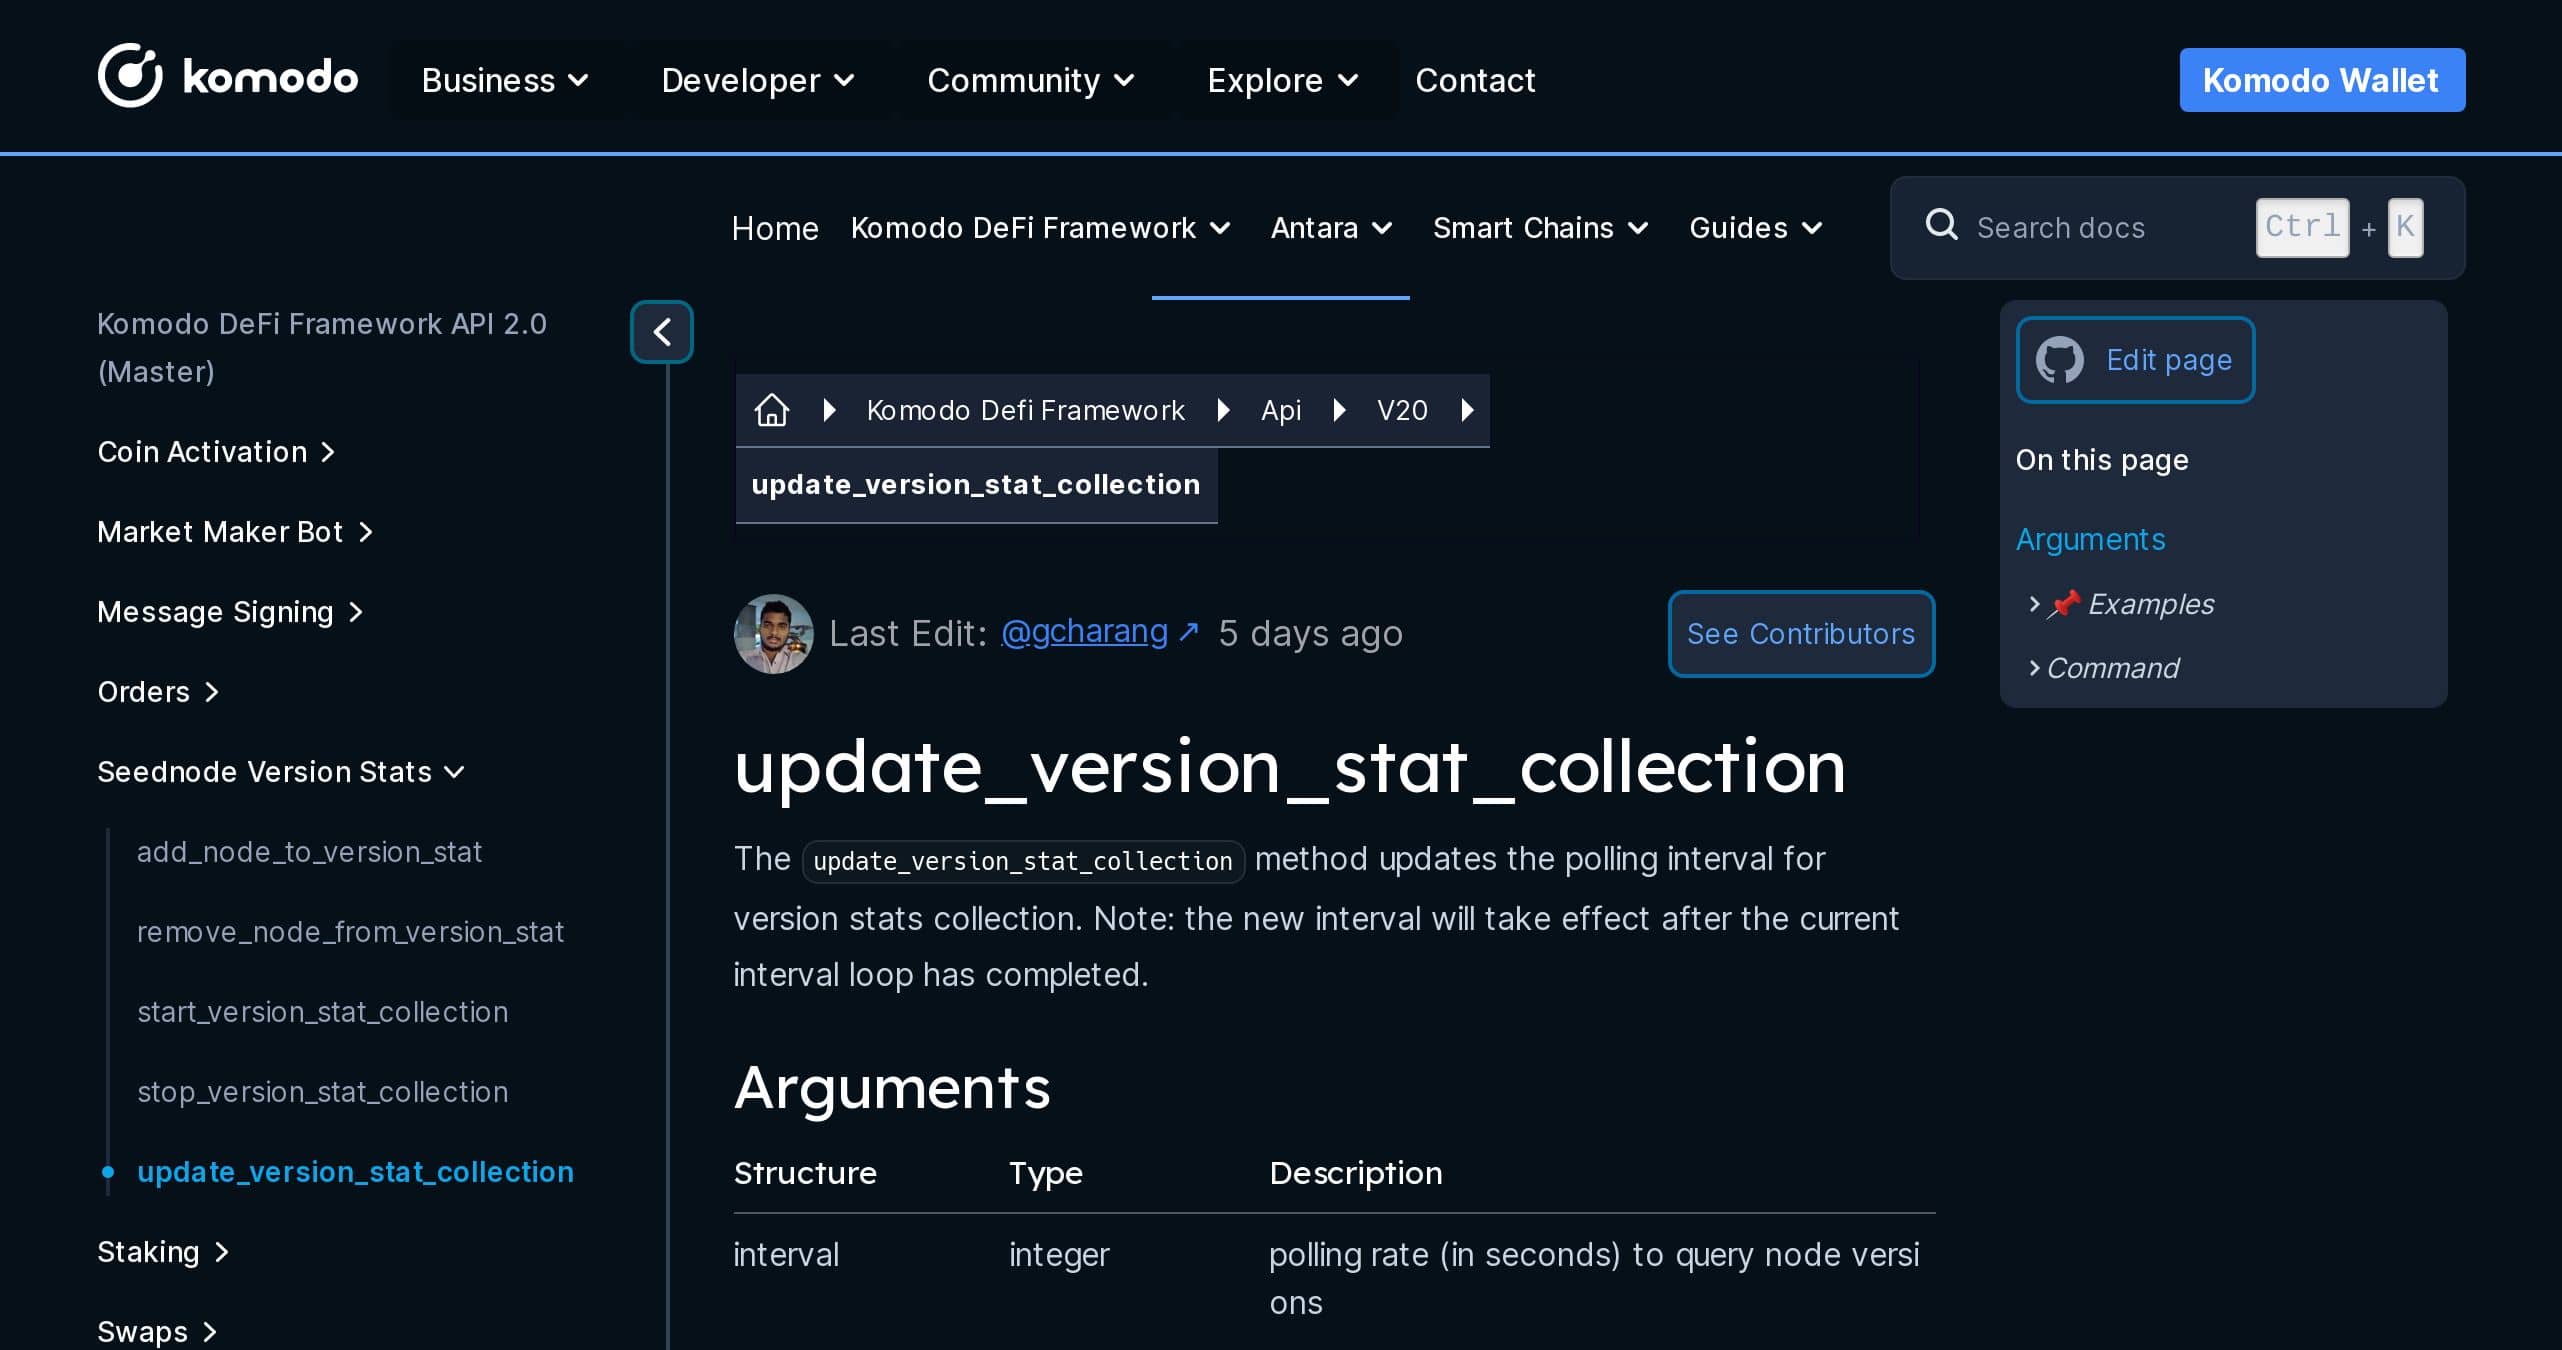 komodo
Business
Developer
Community
Explore
Contact
Komodo Wallet
Home
Komodo DeFi Framework
Antara
Smart Chains
Guides
Search docs
Ctrl + K
Komodo DeFi Framework API 2.0
(Master)
Coin Activation
Market Maker Bot
Message Signing
Orders
Seednode Version Stats
add_node_to_version_stat
remove_node_from_version_stat
start_version_stat_collection
stop_version_stat_collection
update_version_stat_collection
Staking
Swaps
Komodo Defi Framework
Api
V20
update_version_stat_collection
Last Edit: @gcharang ↗ 5 days ago
See Contributors
update_version_stat_collection
The update_version_stat_collection method updates the polling interval for
version stats collection. Note: the new interval will take effect after the current
interval loop has completed.
Arguments
Structure Type Description
interval integer polling rate (in seconds) to query node versi
ons
Edit page
On this page
Arguments
📌 Examples
Command